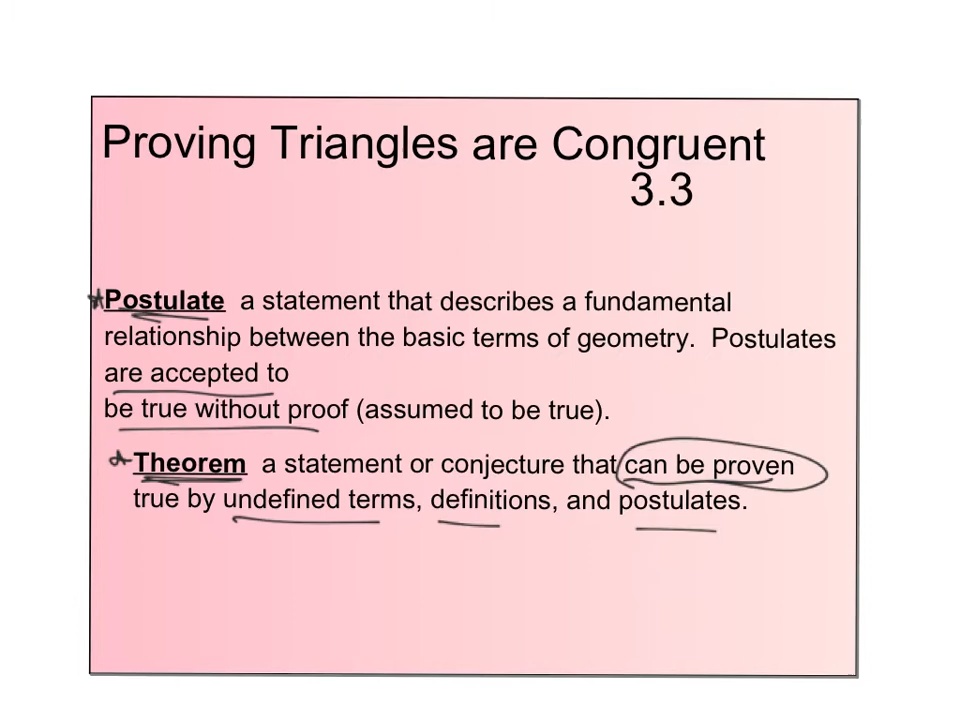 Proving Triangles are Congruent
3.3
Postulate a statement that describes a fundamental
relationship between the basic terms of geometry. Postulates
are accepted to
be true without proof (assumed to be true).
Theorem a statement or conjecture that can be proven
true by undefined terms, definitions, and postulates.